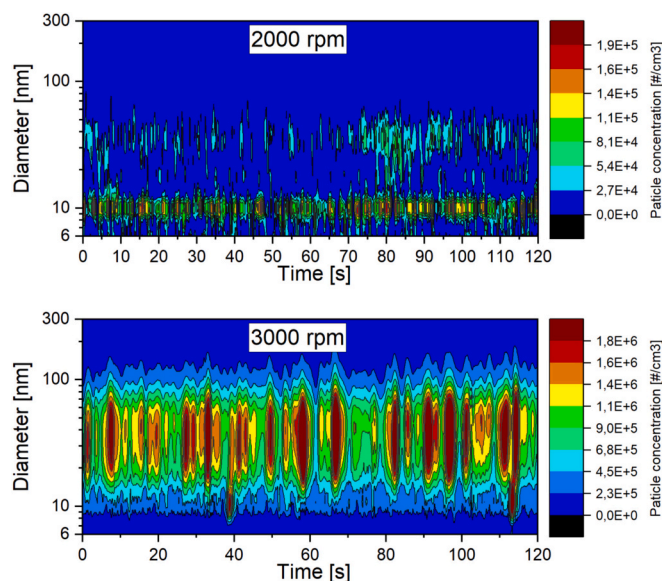 2000 rpm
300
100
10
6
Diameter [nm]
0 10 20 30 40 50 60 70 80 90 100 110 120
Time [s]
1,9E+5
1,6E+5
1,4E+5
1,1E+5
8,1E+4
5,4E+4
2,7E+4
0,0E+0
Paticle concentration [#/cm3]
3000 rpm
300
100
10
6
Diameter [nm]
0 20 40 60 80 100 120
Time [s]
1,8E+6
1,6E+6
1,4E+6
1,1E+6
9,0E+5
6,8E+5
4,5E+5
2,3E+5
0,0E+0
Paticle concentration [#/cm3]